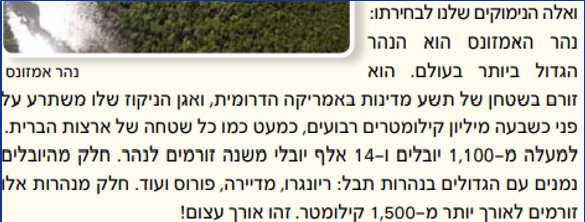 ואלה הנימוקים שלנו לבחירתו:
נהר האמזונס הוא הנהר
הגדול ביותר בעולם. הוא
נהר אמזונס
זורם בשטחן של תשע מדינות באמריקה הדרומית, ואגן הניקוז שלו משתרע על
פני כשבעה מיליון קילומטרים רבועים, כמעט כמו כל שטחה של ארצות הברית.
למעלה מ–1,100 יובלים ו–14 אלף יובלי משנה זורמים לנהר. חלק מהיובלים
נמנים עם הגדולים בנהרות תבל: ריונגרו, מדיירה, פורוס ועוד. חלק מנהרות אלו
זורמים לאורך יותר מ–1,500 קילומטר. זהו אורך עצום!